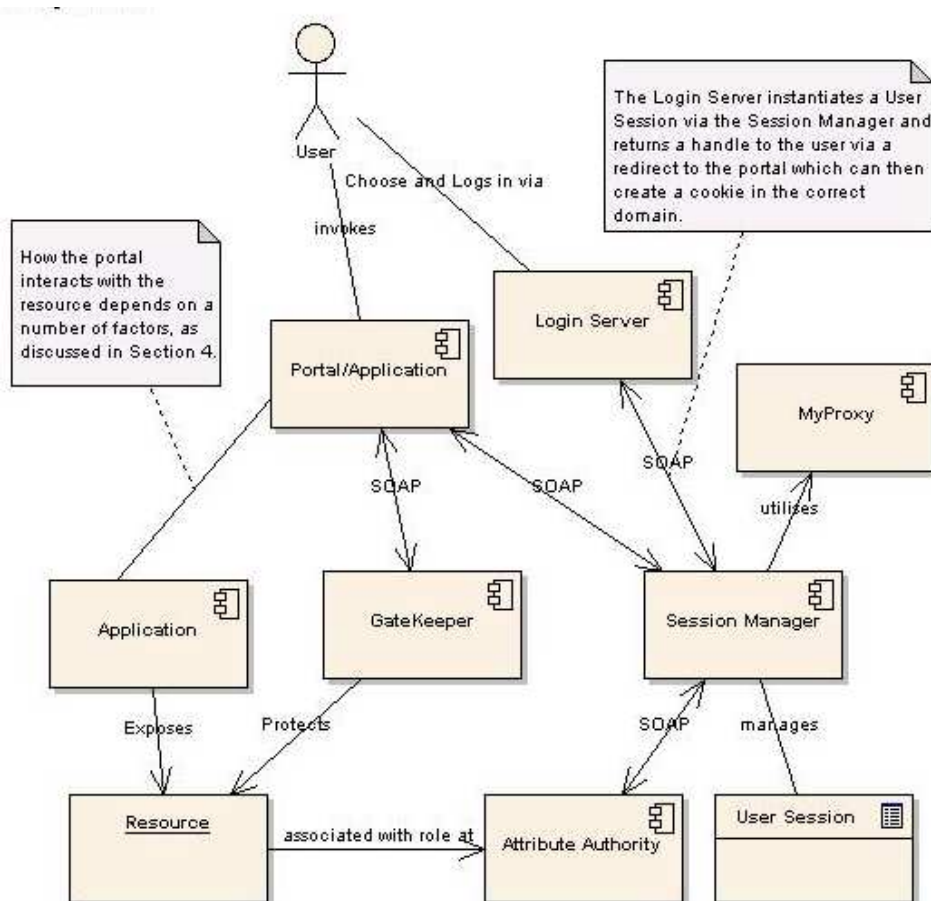 User
The Login Server instantiates a User
Session via the Session Manager and
returns a handle to the user via a
redirect to the portal which can then
create a cookie in the correct
domain.
Choose and Logs in via
invokes
How the portal
interacts with the
resource depends on a
number of factors, as
discussed in Section 4.
Login Server
Portal/Application
MyProxy
SOAP
SOAP
SOAP
utilises
Application
GateKeeper
Session Manager
Exposes
Protects
SOAP
manages
Resource
associated with role at
Attribute Authority
User Session